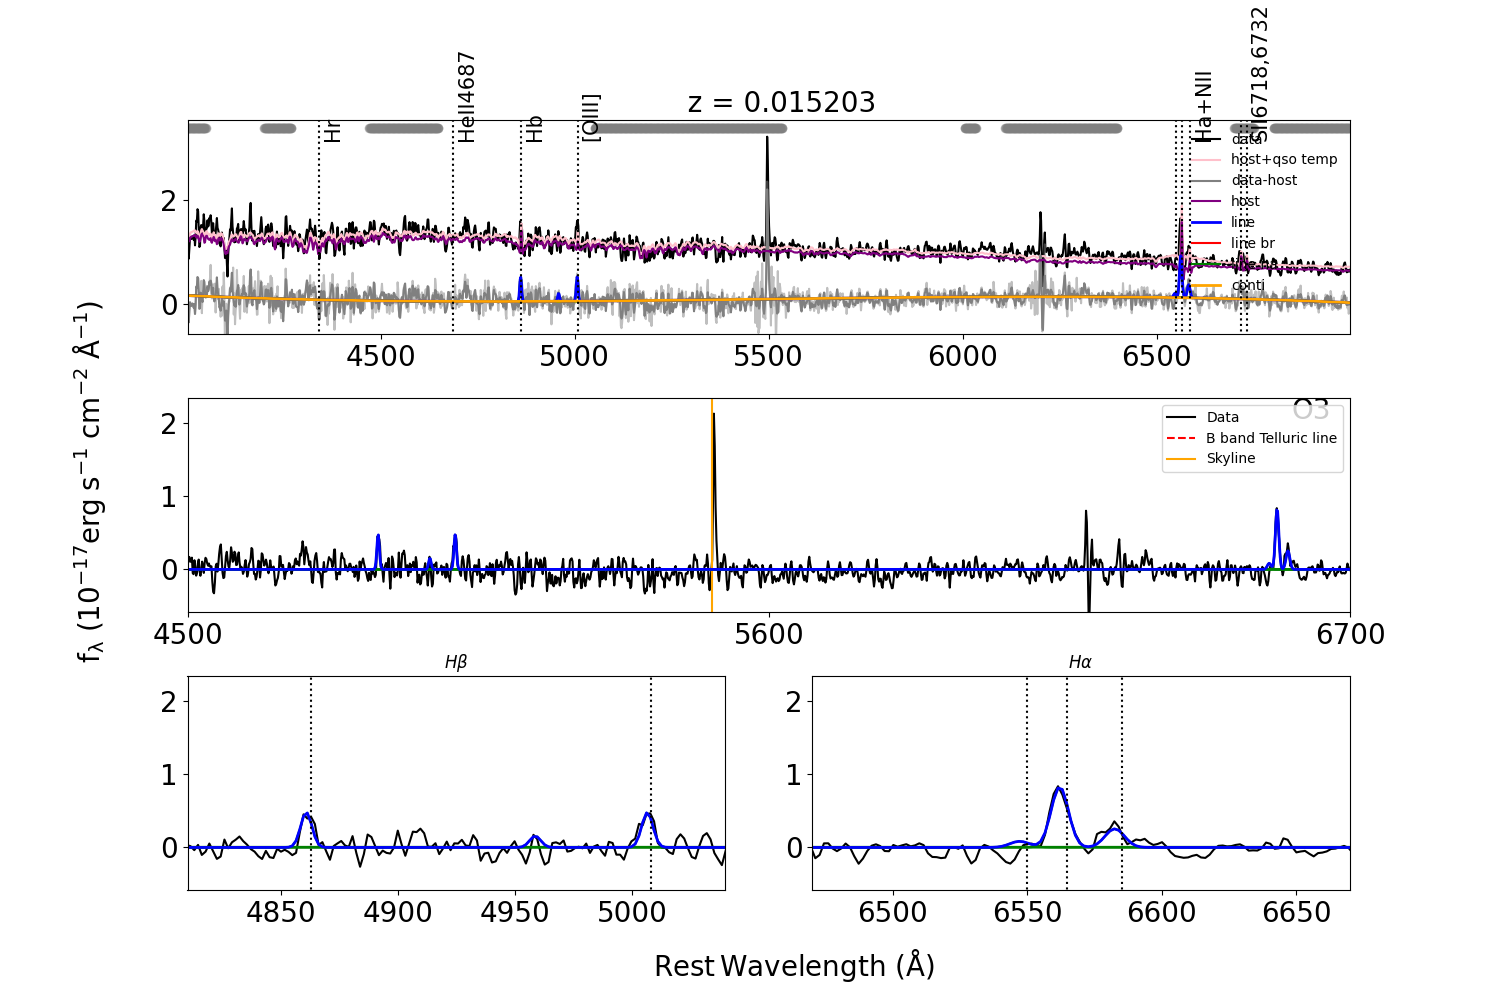 z = 0.015203
Hr
HeII4687
Hb
[OIII]
Ha+NII
SII6718,6732
data
host+qso temp
data-host
host
line
line br
conti
2
0
4500
5000
5500
6000
6500
O3
Data
B band Telluric line
Skyline
2
1
0
4500
5600
6700
fλ (10−17erg s−1 cm−2 Å−1)
Hβ
2
1
0
4850
4900
4950
5000
Hα
2
1
0
6500
6550
6600
6650
Rest Wavelength (Å)